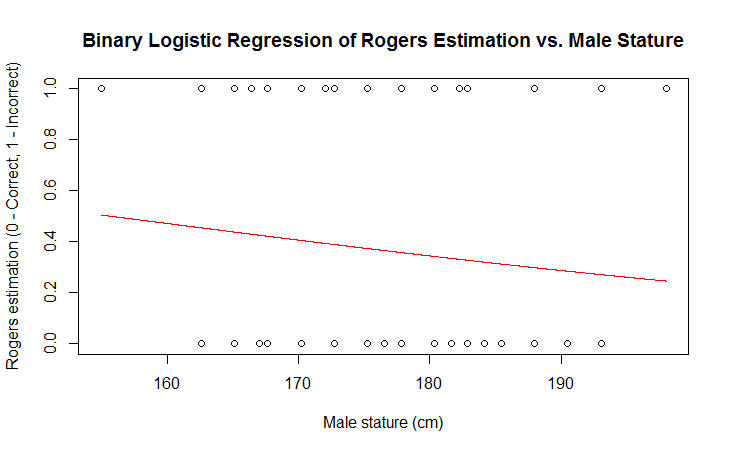 Binary Logistic Regression of Rogers Estimation vs. Male Stature
Rogers estimation (0 - Correct, 1 - Incorrect)
1.0
0.8
0.6
0.4
0.2
0.0
160 170 180 190
Male stature (cm)